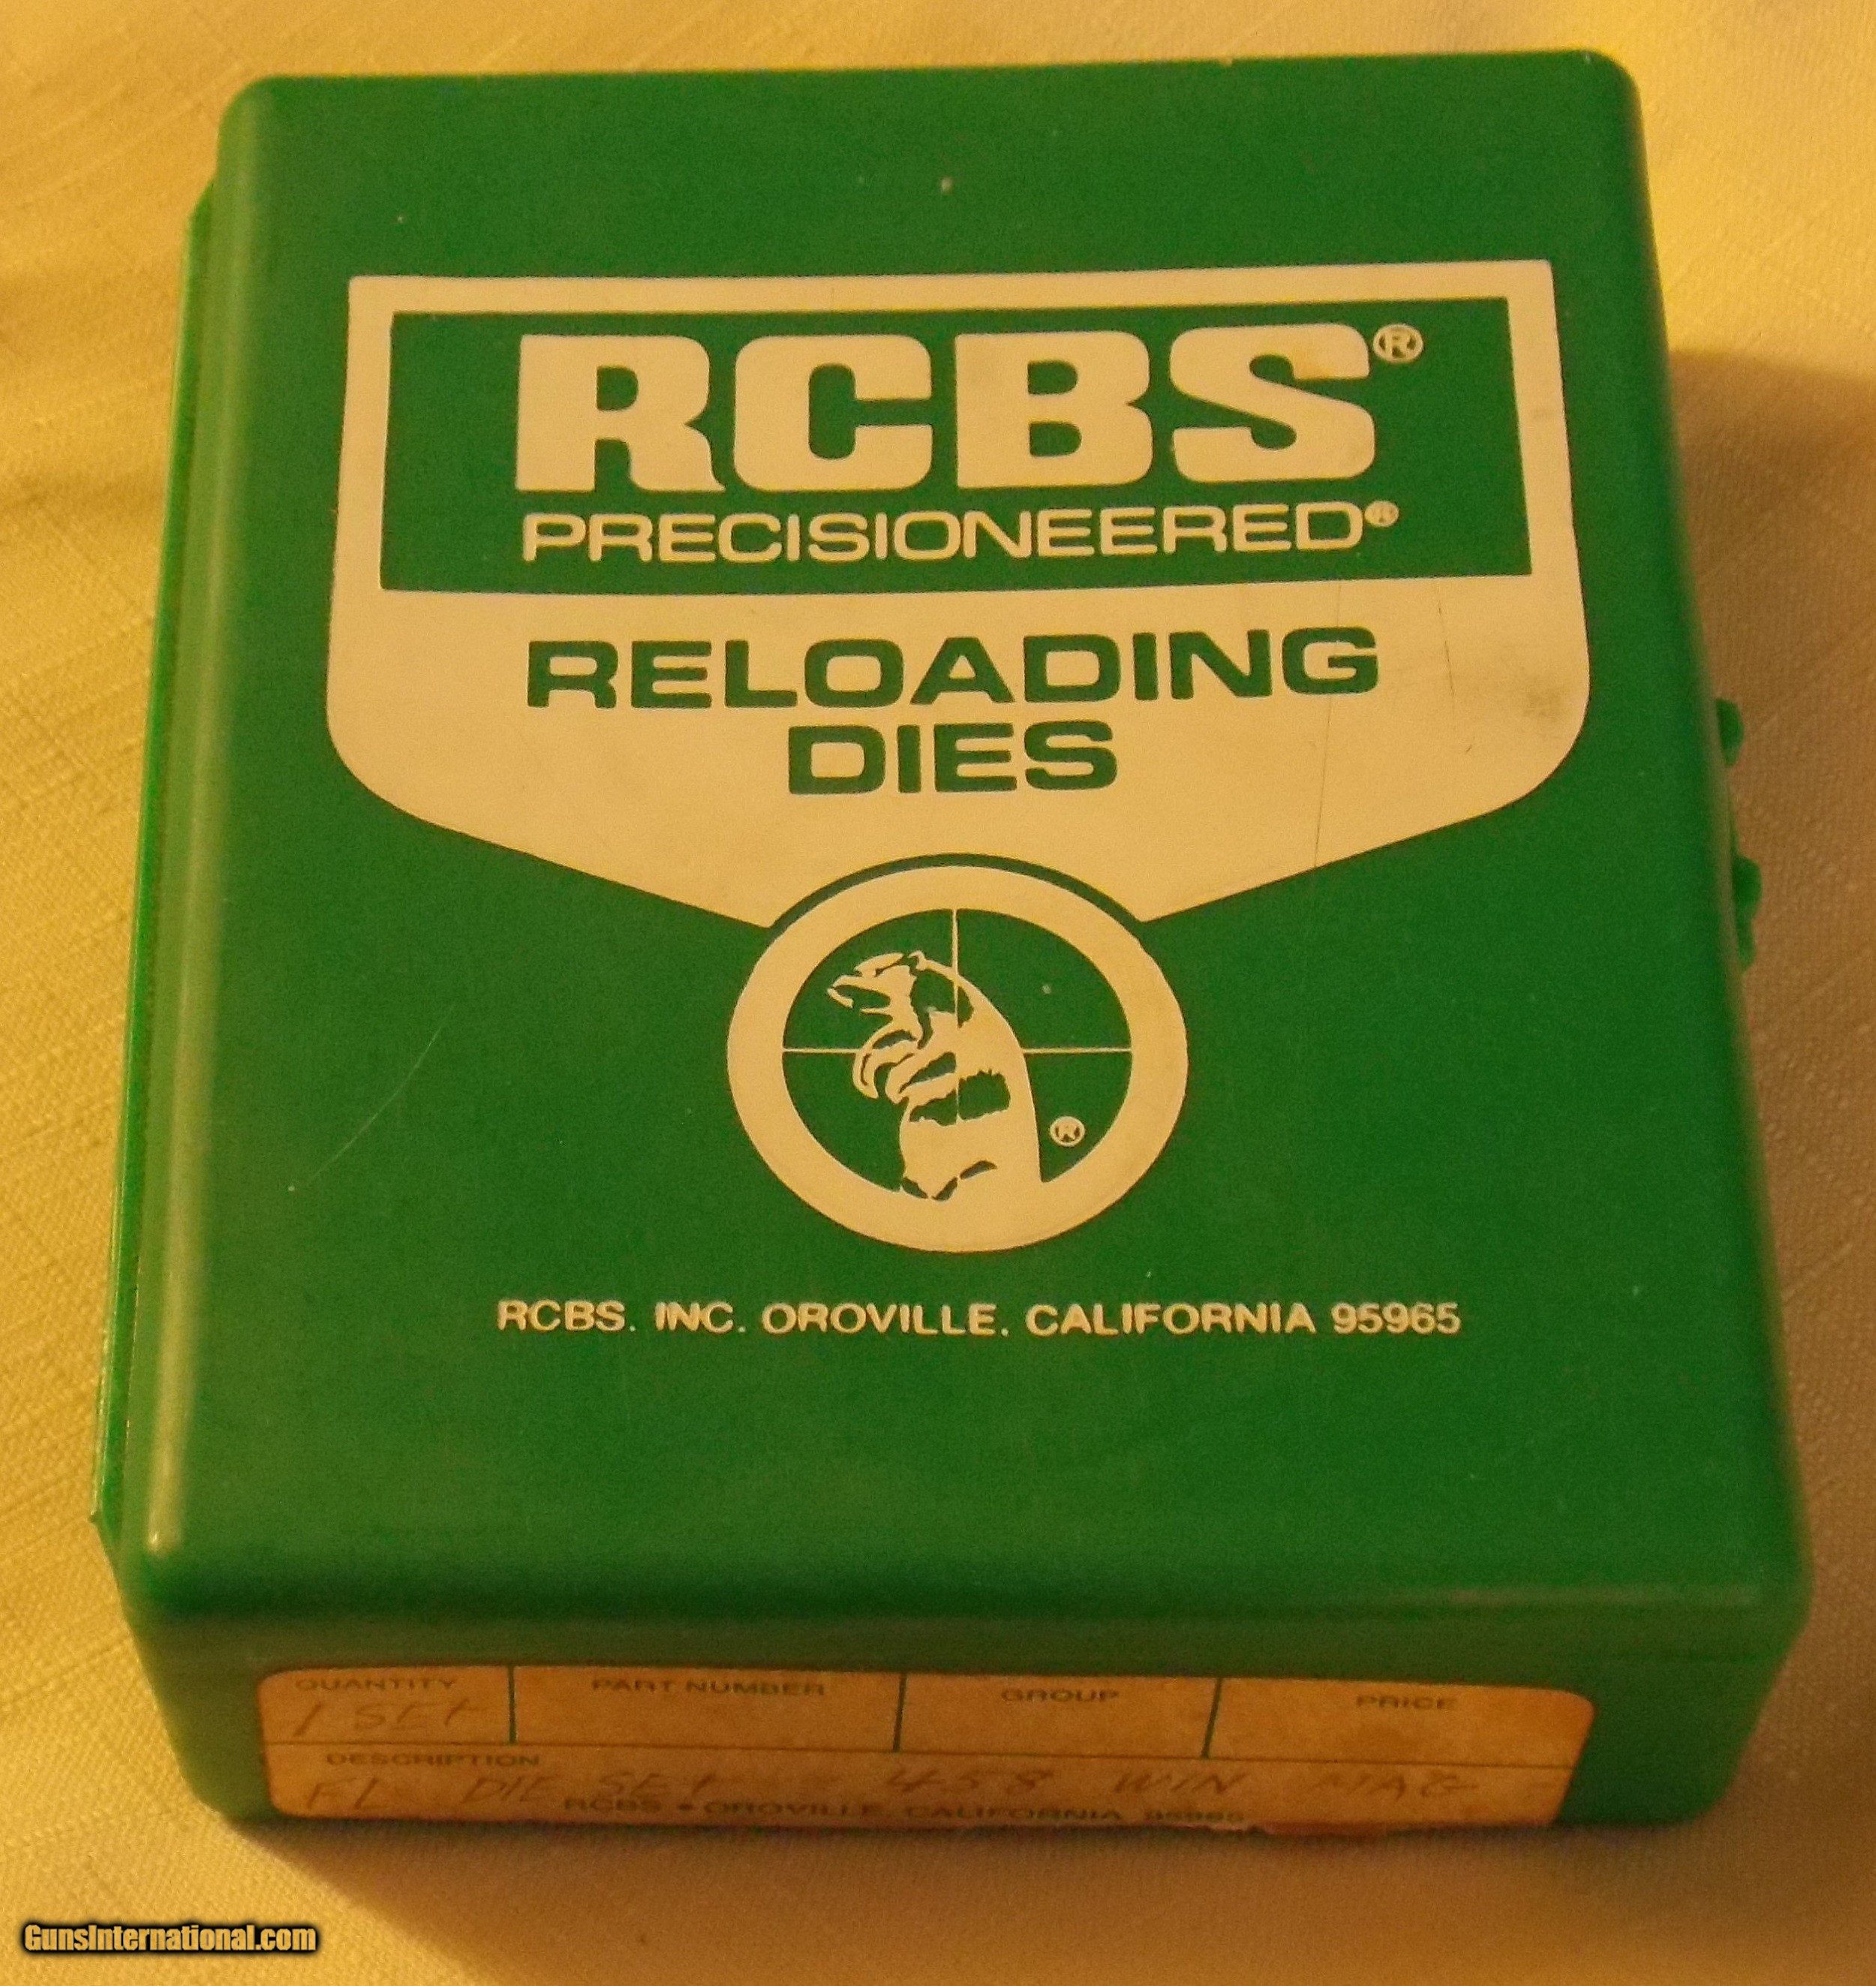 RCBS®
PRECISIONEERED®
RELOADING
DIES
®
RCBS. INC. OROVILLE, CALIFORNIA 95965
QUANTITY PART NUMBER GROUP PRICE
1 SET
DESCRIPTION
FL DIE SET 458 WIN MAG
RCBS • OROVILLE, CALIFORNIA 95965
GunsInternational.com